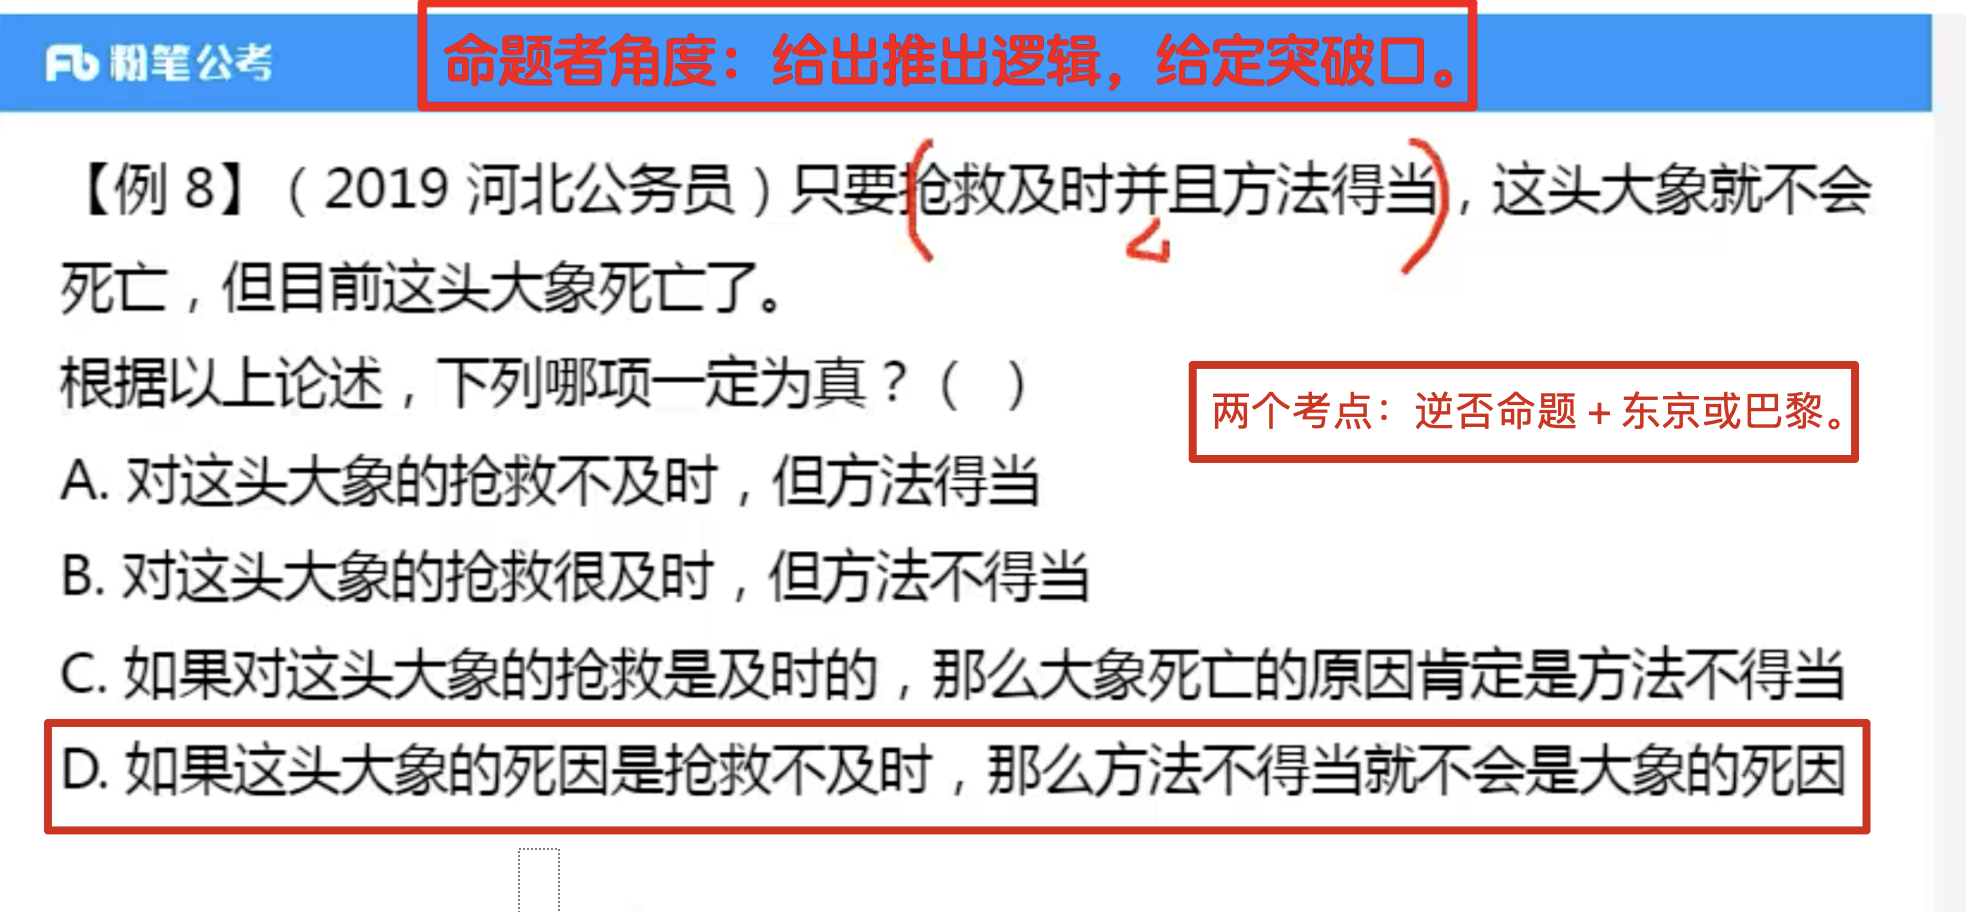 粉笔公考
命题者角度：给出推出逻辑，给定突破口。
【例 8】（2019 河北公务员）只要抢救及时并且方法得当，这头大象就不会
死亡，但目前这头大象死亡了。
根据以上论述，下列哪项一定为真？（ ）
两个考点：逆否命题 + 东京或巴黎。
A. 对这头大象的抢救不及时，但方法得当
B. 对这头大象的抢救很及时，但方法不得当
C. 如果对这头大象的抢救是及时的，那么大象死亡的原因肯定是方法不得当
D. 如果这头大象的死因是抢救不及时，那么方法不得当就不会是大象的死因